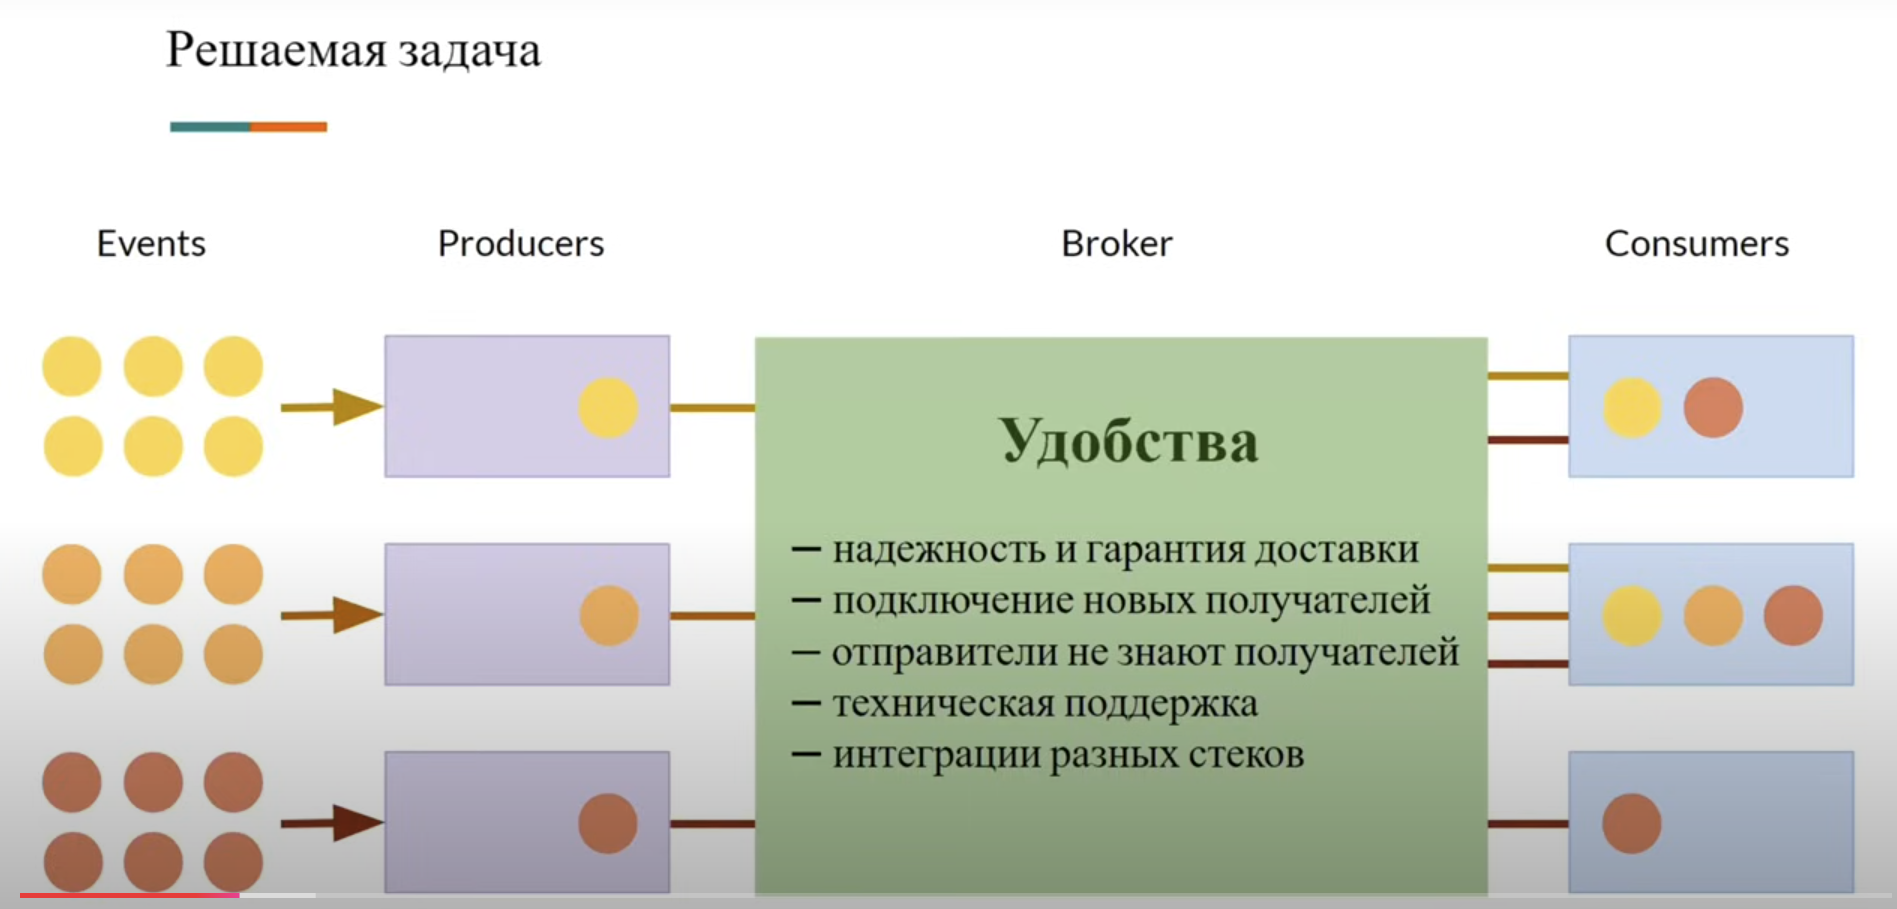 Решаемая задача
Events
Producers
Broker
Consumers
Удобства
— надежность и гарантия доставки
— подключение новых получателей
— отправители не знают получателей
— техническая поддержка
— интеграции разных стеков